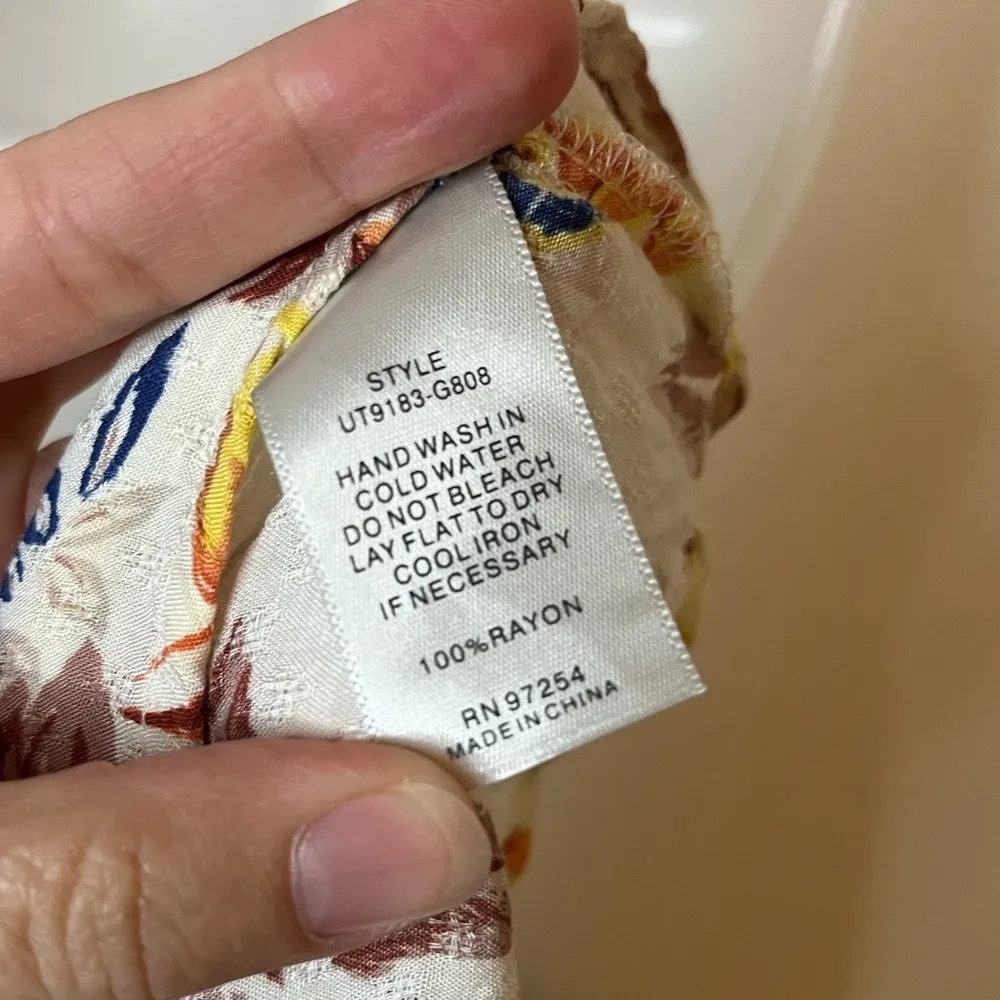 STYLE
UT9183-G808
HAND WASH IN
COLD WATER
DO NOT BLEACH
LAY FLAT TO DRY
COOL IRON
IF NECESSARY
100% RAYON
RN 97254
MADE IN CHINA